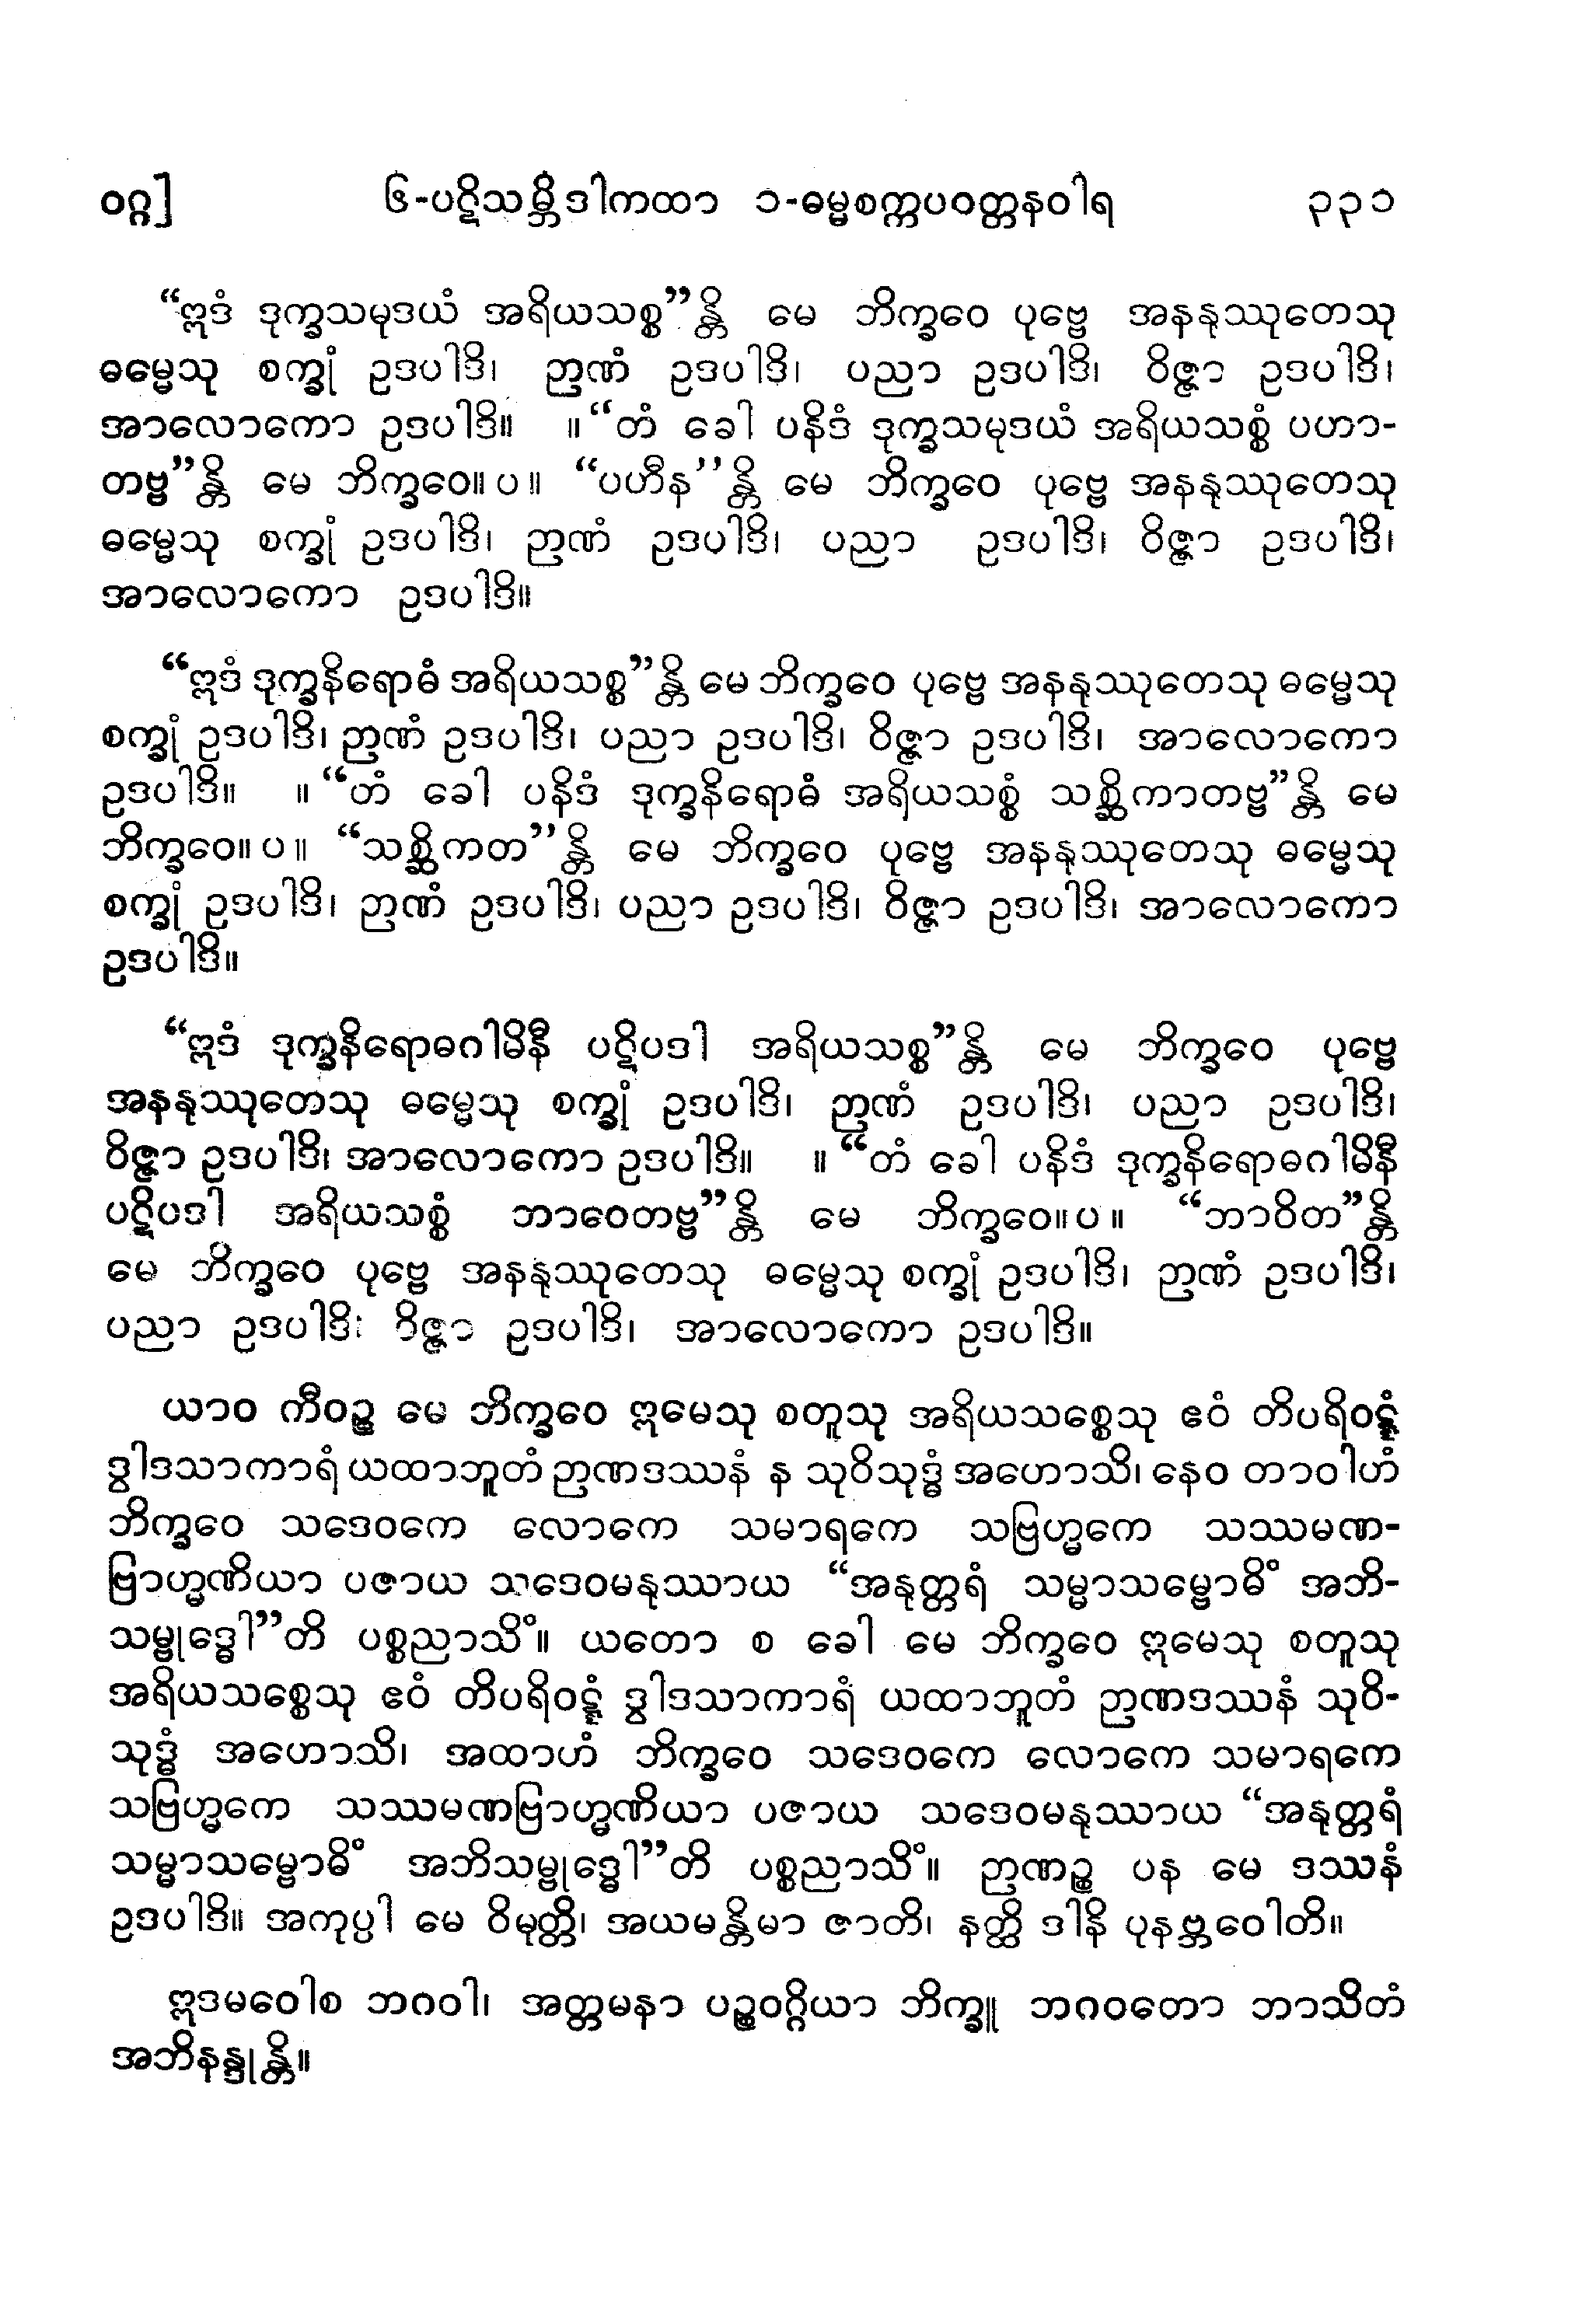 ဝဂ္ဂ] ၆-ပဋိသမ္ဘိဒါကထာ ၁-ဓမ္မစက္ကပဝတ္တနဝါရ ၃၃၁
“ဣဒံ ဒုက္ခသမုဒယံ အရိယသစ္စ”န္တိ မေ ဘိက္ခဝေ ပုဗ္ဗေ အနနုဿုတေသု
ဓမ္မေသု စက္ခုံ ဥဒပါဒိ၊ ဉာဏံ ဥဒပါဒိ၊ ပညာ ဥဒပါဒိ၊ ဝိဇ္ဇာ ဥဒပါဒိ၊
အာလောကော ဥဒပါဒိ။ ။“တံ ခေါ ပနိဒံ ဒုက္ခသမုဒယံ အရိယသစ္စံ ပဟာ-
တဗ္ဗ”န္တိ မေ ဘိက္ခဝေ။ပ။ “ပဟီန”န္တိ မေ ဘိက္ခဝေ ပုဗ္ဗေ အနနုဿုတေသု
ဓမ္မေသု စက္ခုံ ဥဒပါဒိ၊ ဉာဏံ ဥဒပါဒိ၊ ပညာ ဥဒပါဒိ၊ ဝိဇ္ဇာ ဥဒပါဒိ၊
အာလောကော ဥဒပါဒိ။
“ဣဒံ ဒုက္ခနိရောဓံ အရိယသစ္စ”န္တိ မေ ဘိက္ခဝေ ပုဗ္ဗေ အနနုဿုတေသု ဓမ္မေသု
စက္ခုံ ဥဒပါဒိ၊ ဉာဏံ ဥဒပါဒိ၊ ပညာ ဥဒပါဒိ၊ ဝိဇ္ဇာ ဥဒပါဒိ၊ အာလောကော
ဥဒပါဒိ။ ။“တံ ခေါ ပနိဒံ ဒုက္ခနိရောဓံ အရိယသစ္စံ သစ္ဆိကာတဗ္ဗ”န္တိ မေ
ဘိက္ခဝေ။ပ။ “သစ္ဆိကတ”န္တိ မေ ဘိက္ခဝေ ပုဗ္ဗေ အနနုဿုတေသု ဓမ္မေသု
စက္ခုံ ဥဒပါဒိ၊ ဉာဏံ ဥဒပါဒိ၊ ပညာ ဥဒပါဒိ၊ ဝိဇ္ဇာ ဥဒပါဒိ၊ အာလောကော
ဥဒပါဒိ။
“ဣဒံ ဒုက္ခနိရောဓဂါမိနီ ပဋိပဒါ အရိယသစ္စ”န္တိ မေ ဘိက္ခဝေ ပုဗ္ဗေ
အနနုဿုတေသု ဓမ္မေသု စက္ခုံ ဥဒပါဒိ၊ ဉာဏံ ဥဒပါဒိ၊ ပညာ ဥဒပါဒိ၊
ဝိဇ္ဇာ ဥဒပါဒိ၊ အာလောကော ဥဒပါဒိ။ ။“တံ ခေါ ပနိဒံ ဒုက္ခနိရောဓဂါမိနီ
ပဋိပဒါ အရိယသစ္စံ ဘာဝေတဗ္ဗ”န္တိ မေ ဘိက္ခဝေ။ပ။ “ဘာဝိတ”န္တိ
မေ ဘိက္ခဝေ ပုဗ္ဗေ အနနုဿုတေသု ဓမ္မေသု စက္ခုံ ဥဒပါဒိ၊ ဉာဏံ ဥဒပါဒိ၊
ပညာ ဥဒပါဒိ၊ ဝိဇ္ဇာ ဥဒပါဒိ၊ အာလောကော ဥဒပါဒိ။
ယာဝ ကီဝဉ္စ မေ ဘိက္ခဝေ ဣမေသု စတူသု အရိယသစ္စေသု ဧဝံ တိပရိဝဋ္ဋံ
ဒွါဒသာကာရံ ယထာဘူတံ ဉာဏဒဿနံ န သုဝိသုဒ္ဓံ အဟောသိ၊ နေဝ တာဝါဟံ
ဘိက္ခဝေ သဒေဝကေ လောကေ သမာရကေ သဗြဟ္မကေ သဿမဏ-
ဗြာဟ္မဏိယာ ပဇာယ သဒေဝမနုဿာယ “အနုတ္တရံ သမ္မာသမ္ဗောဓိံ အဘိ-
သမ္ဗုဒ္ဓေါ”တိ ပစ္စညာသိံ။ ယတော စ ခေါ မေ ဘိက္ခဝေ ဣမေသု စတူသု
အရိယသစ္စေသု ဧဝံ တိပရိဝဋ္ဋံ ဒွါဒသာကာရံ ယထာဘူတံ ဉာဏဒဿနံ သုဝိ-
သုဒ္ဓံ အဟောသိ၊ အထာဟံ ဘိက္ခဝေ သဒေဝကေ လောကေ သမာရကေ
သဗြဟ္မကေ သဿမဏဗြာဟ္မဏိယာ ပဇာယ သဒေဝမနုဿာယ “အနုတ္တရံ
သမ္မာသမ္ဗောဓိံ အဘိသမ္ဗုဒ္ဓေါ”တိ ပစ္စညာသိံ။ ဉာဏဉ္စ ပန မေ ဒဿနံ
ဥဒပါဒိ။ အကုပ္ပါ မေ ဝိမုတ္တိ၊ အယမန္တိမာ ဇာတိ၊ နတ္ထိ ဒါနိ ပုနဗ္ဘဝေါတိ။
ဣဒမဝေါစ ဘဂဝါ၊ အတ္တမနာ ပဉ္စဝဂ္ဂိယာ ဘိက္ခူ ဘဂဝတော ဘာသိတံ
အဘိနန္ဒုန္တိ။